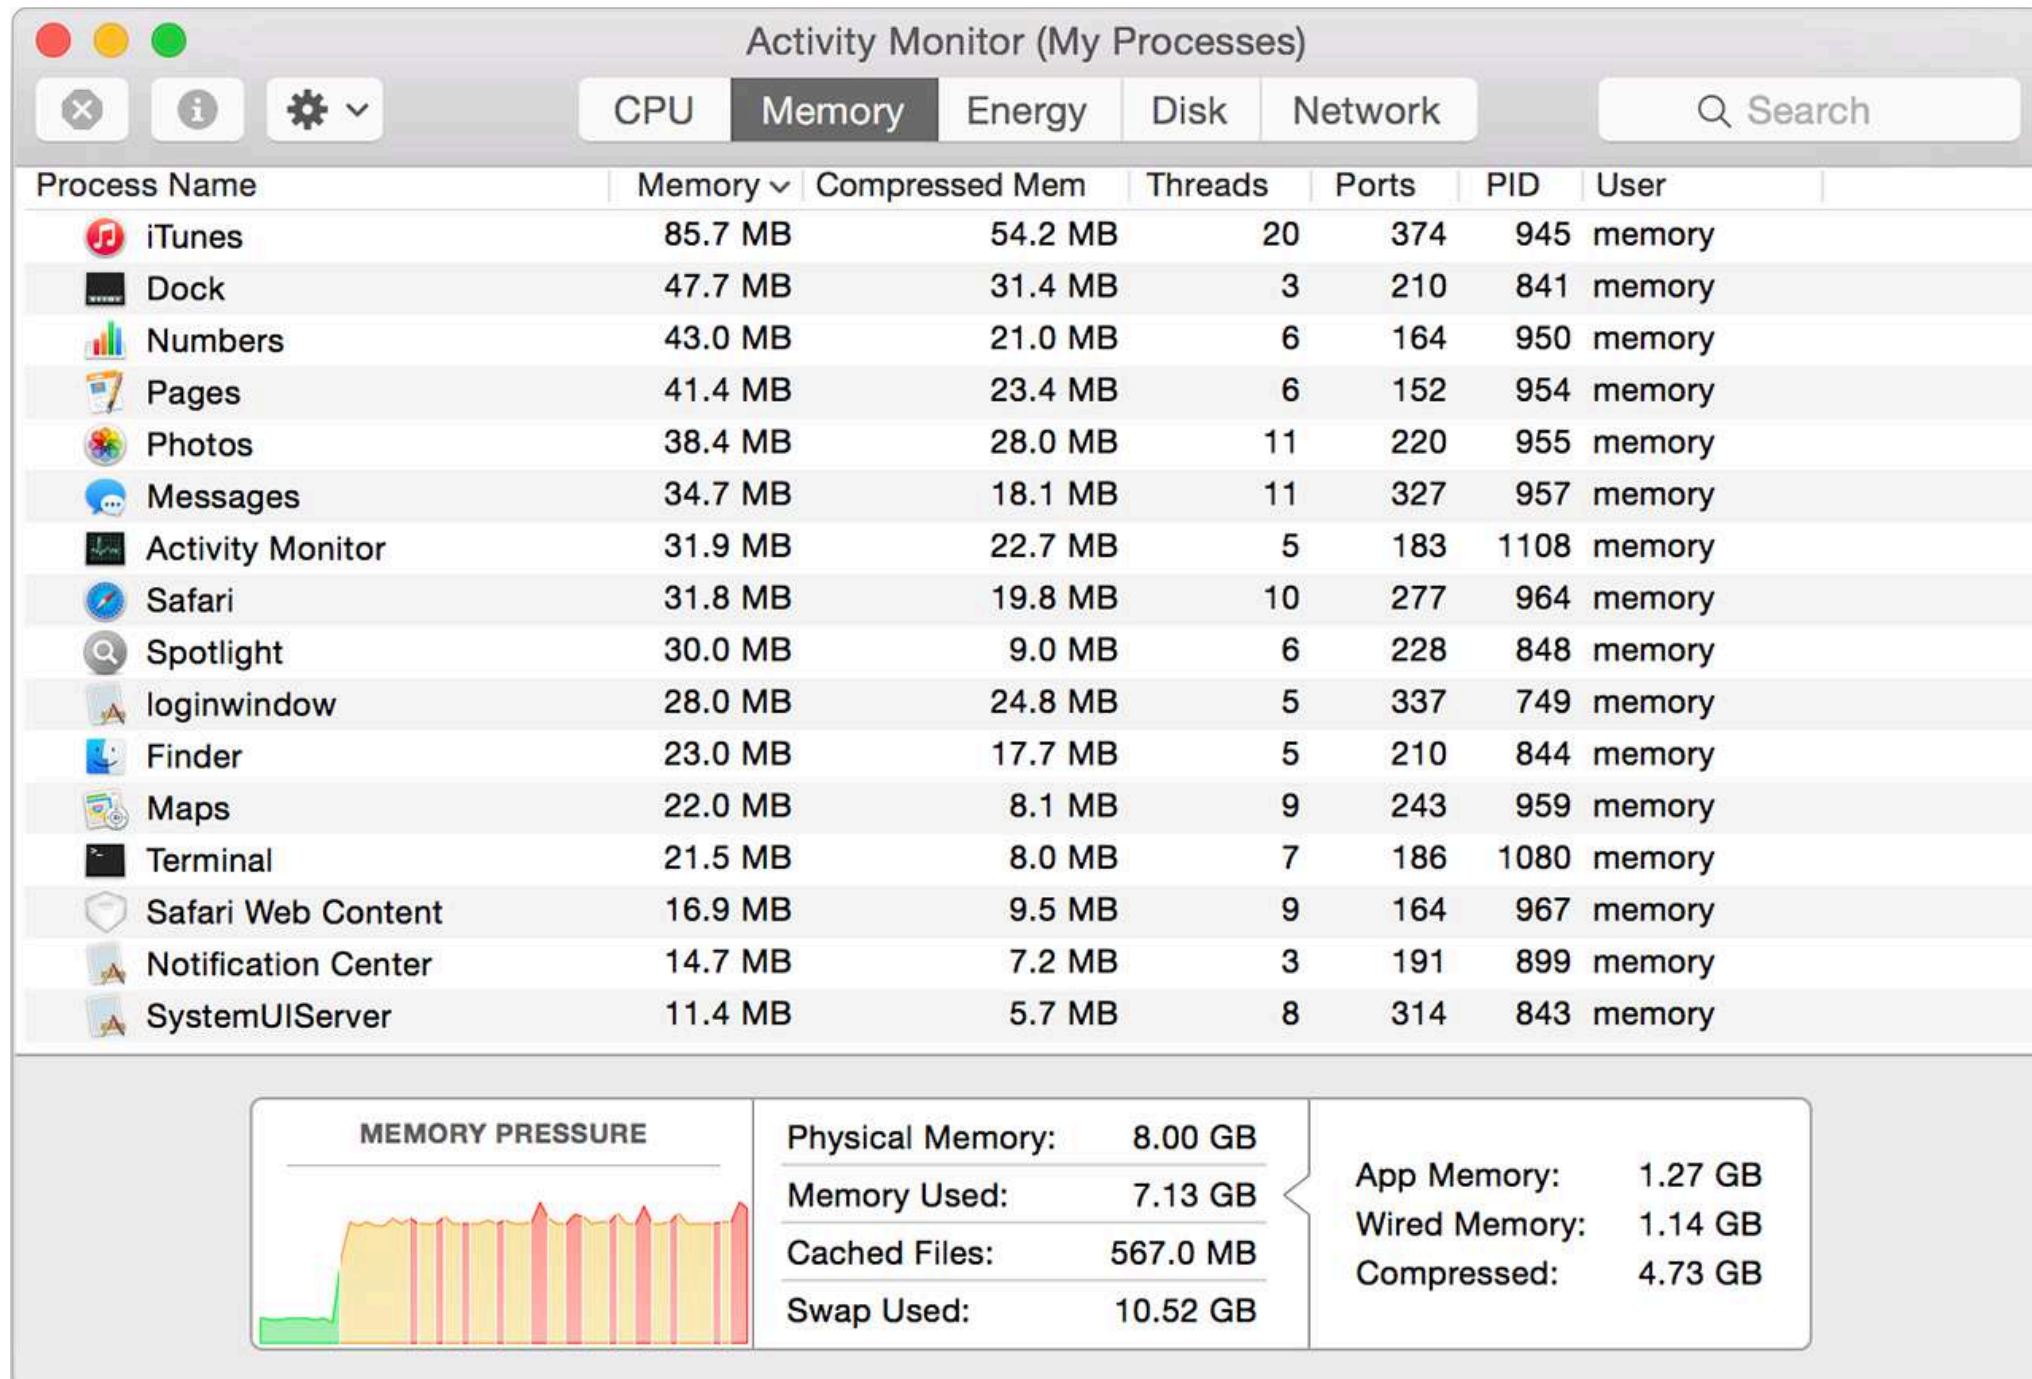 Activity Monitor (My Processes)
CPU Memory Energy Disk Network Search
Process Name Memory Compressed Mem Threads Ports PID User
iTunes 85.7 MB 54.2 MB 20 374 945 memory
Dock 47.7 MB 31.4 MB 3 210 841 memory
Numbers 43.0 MB 21.0 MB 6 164 950 memory
Pages 41.4 MB 23.4 MB 6 152 954 memory
Photos 38.4 MB 28.0 MB 11 220 955 memory
Messages 34.7 MB 18.1 MB 11 327 957 memory
Activity Monitor 31.9 MB 22.7 MB 5 183 1108 memory
Safari 31.8 MB 19.8 MB 10 277 964 memory
Spotlight 30.0 MB 9.0 MB 6 228 848 memory
loginwindow 28.0 MB 24.8 MB 5 337 749 memory
Finder 23.0 MB 17.7 MB 5 210 844 memory
Maps 22.0 MB 8.1 MB 9 243 959 memory
Terminal 21.5 MB 8.0 MB 7 186 1080 memory
Safari Web Content 16.9 MB 9.5 MB 9 164 967 memory
Notification Center 14.7 MB 7.2 MB 3 191 899 memory
SystemUIServer 11.4 MB 5.7 MB 8 314 843 memory
MEMORY PRESSURE
Physical Memory: 8.00 GB
Memory Used: 7.13 GB
Cached Files: 567.0 MB
Swap Used: 10.52 GB
App Memory: 1.27 GB
Wired Memory: 1.14 GB
Compressed: 4.73 GB